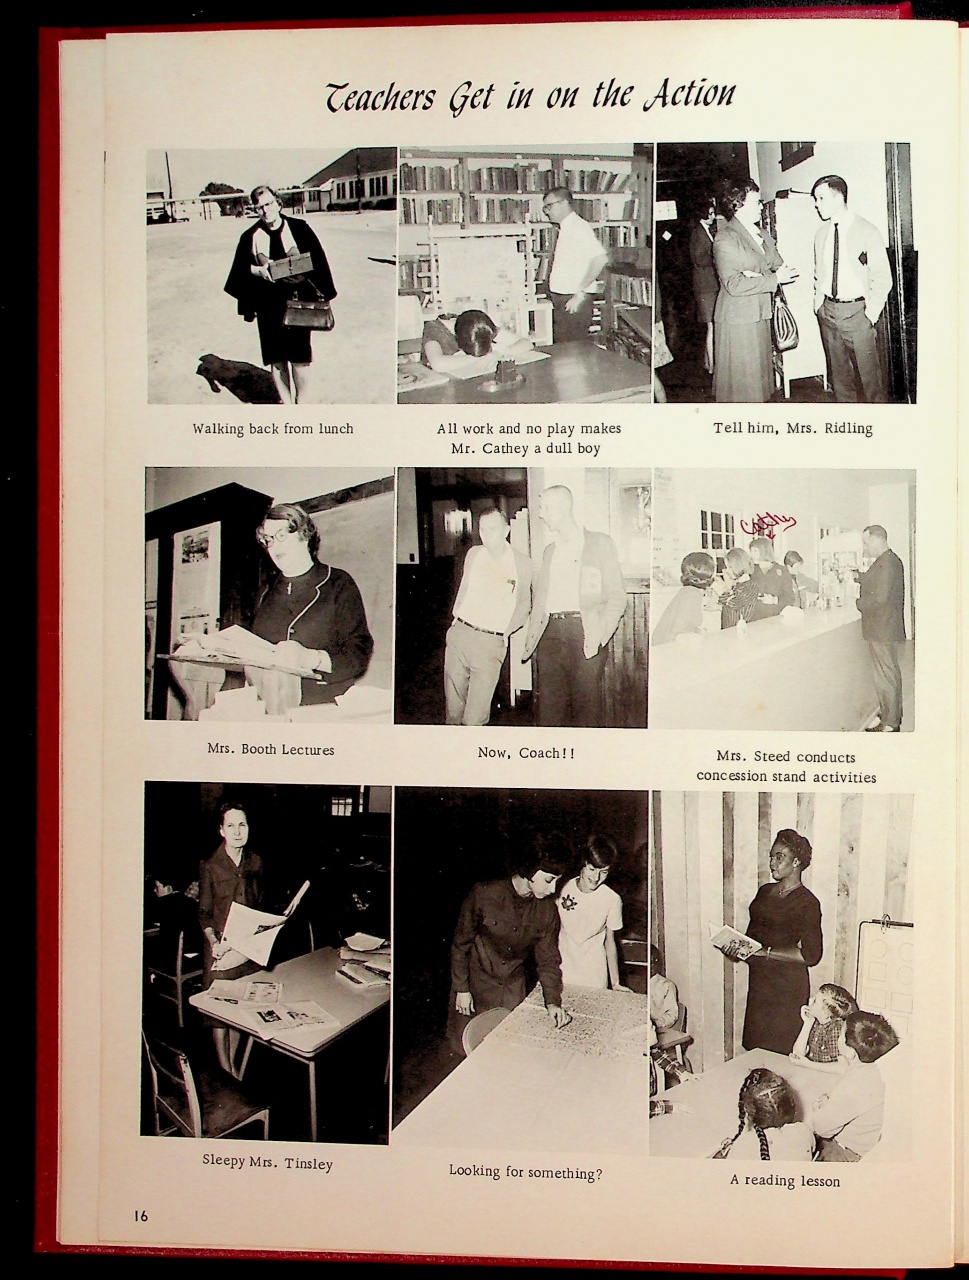 Teachers Get in on the Action
Walking back from lunch
All work and no play makes
Mr. Cathey a dull boy
Tell him, Mrs. Ridling
Cathy
Mrs. Booth Lectures
Now, Coach!!
Mrs. Steed conducts
concession stand activities
Sleepy Mrs. Tinsley
Looking for something?
A reading lesson
16